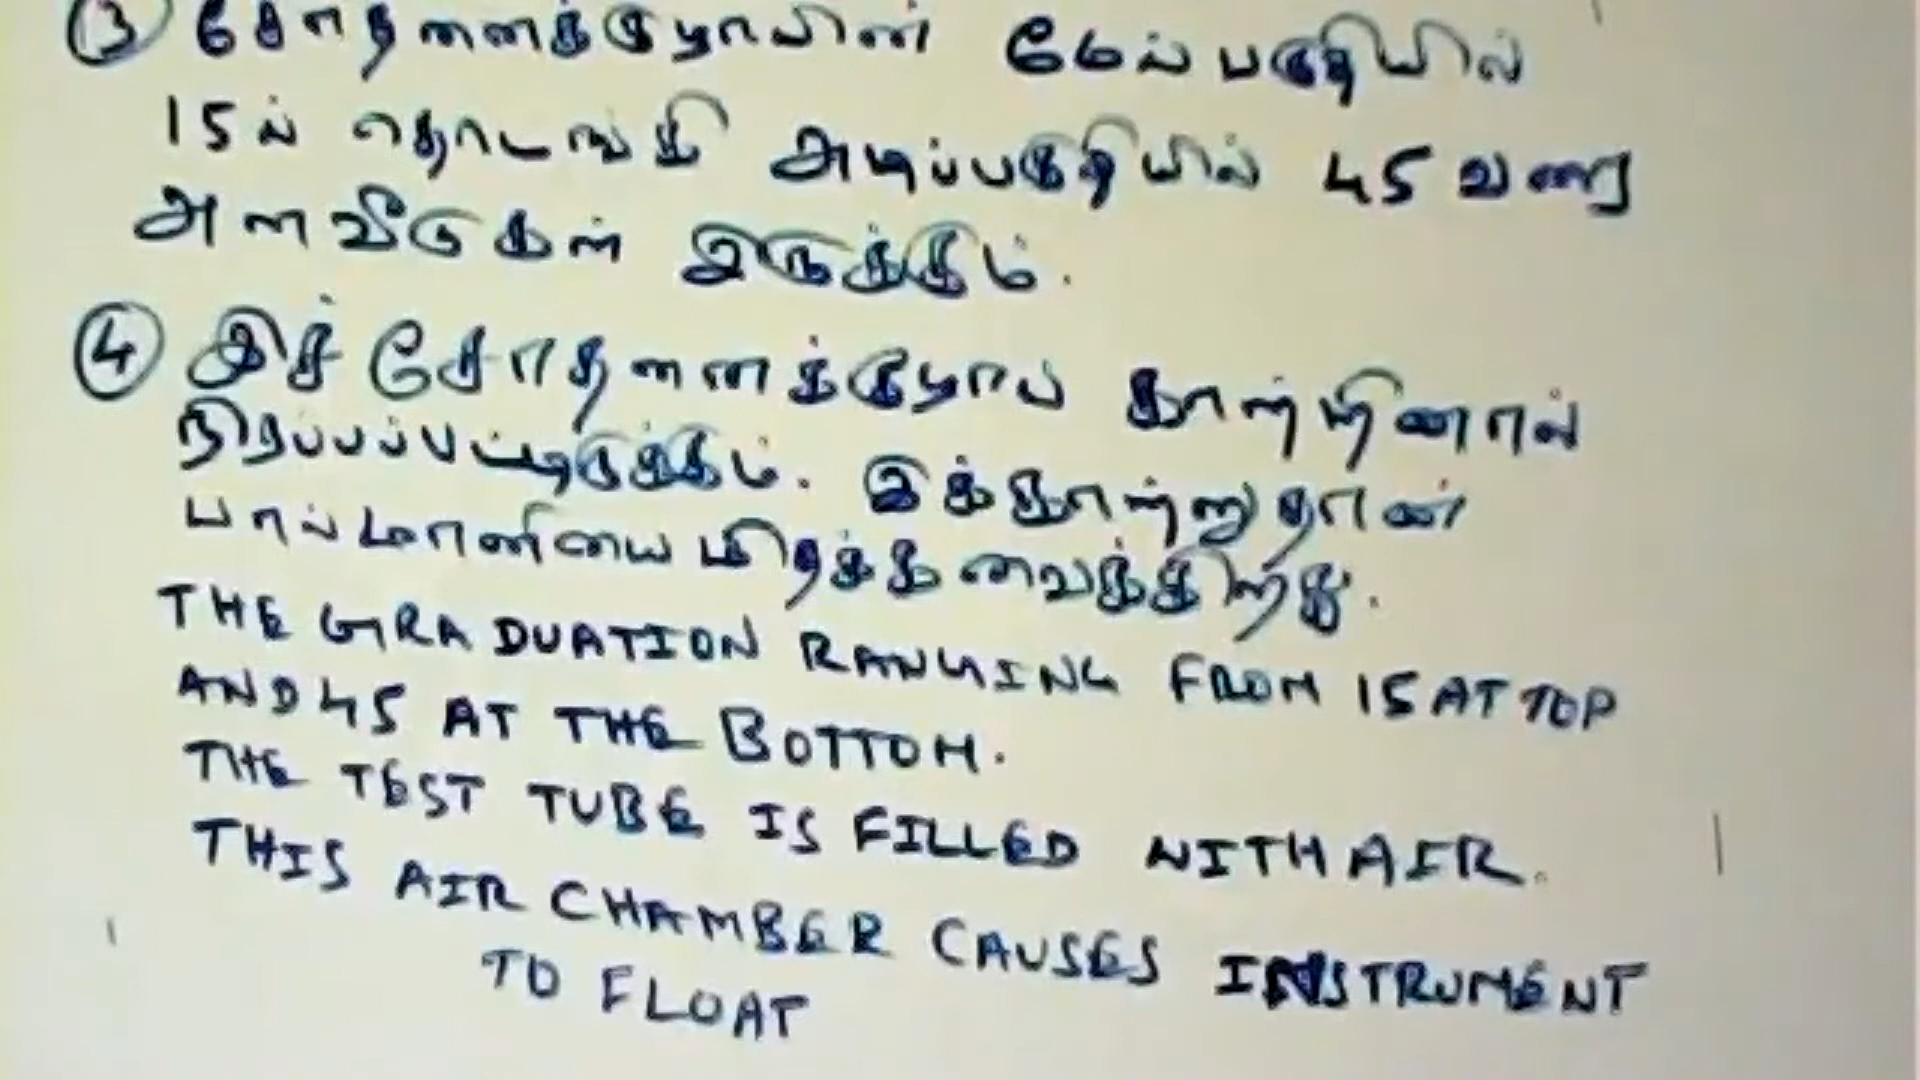 ③ சோதனைக்குழாயின் மேல்பகுதியில்
15ல் தொடங்கி அடிப்பகுதியில் 45 வரை
அளவீடுகள் இருக்கும்.
④ இச் சோதனைக்குழாய் காற்றினால்
நிரப்பப்பட்டிருக்கும். இக்காற்றுதான்
பால்மானியை மிதக்க வைக்கிறது.
THE GRADUATION RANGING FROM 15 AT TOP
AND 45 AT THE BOTTOM.
THE TEST TUBE IS FILLED WITH AIR.
THIS AIR CHAMBER CAUSES INSTRUMENT
TO FLOAT